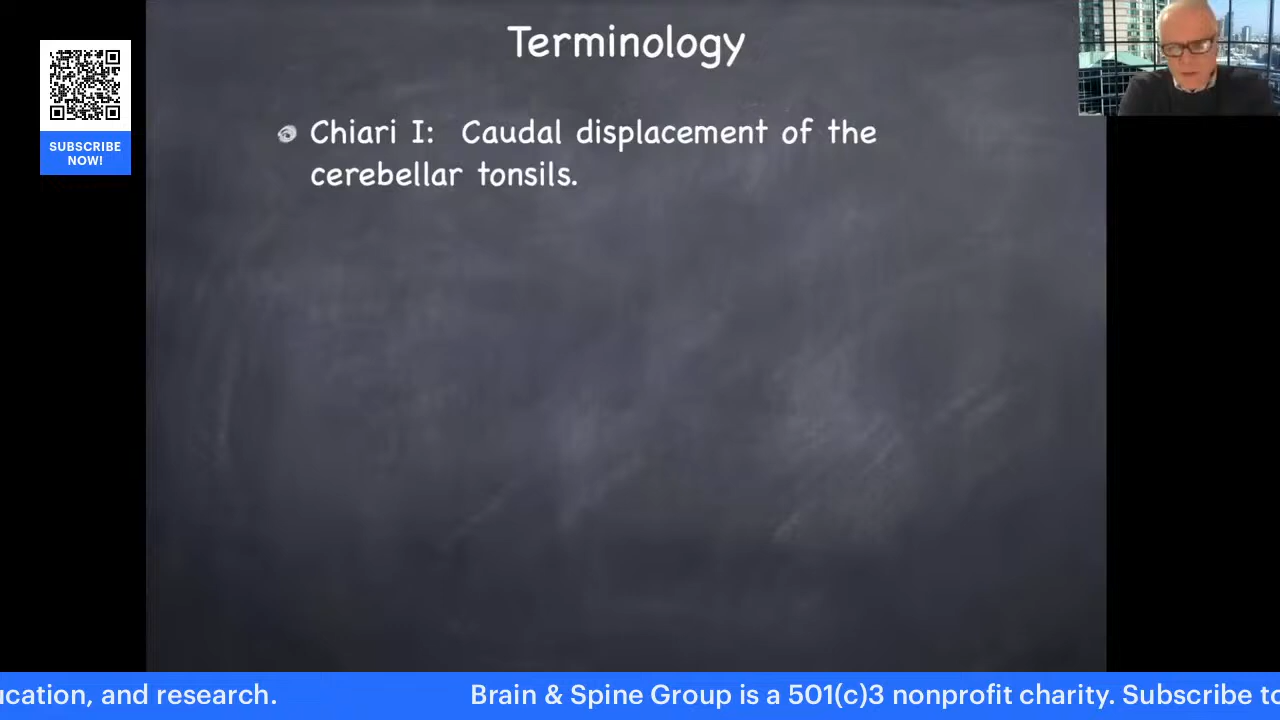 Terminology
Chiari I: Caudal displacement of the
cerebellar tonsils.
SUBSCRIBE
NOW!
ucation, and research. Brain & Spine Group is a 501(c)3 nonprofit charity. Subscribe to